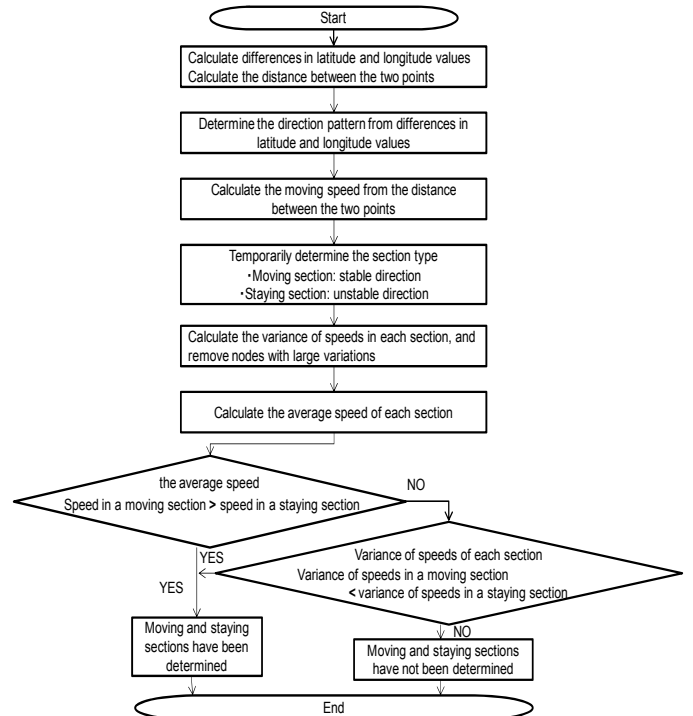 Start
Calculate differences in latitude and longitude values
Calculate the distance between the two points
Determine the direction pattern from differences in
latitude and longitude values
Calculate the moving speed from the distance
between the two points
Temporarily determine the section type
・Moving section: stable direction
・Staying section: unstable direction
Calculate the variance of speeds in each section, and
remove nodes with large variations
Calculate the average speed of each section
the average speed
Speed in a moving section > speed in a staying section
NO
Variance of speeds of each section
Variance of speeds in a moving section
< variance of speeds in a staying section
YES
YES
NO
Moving and staying
sections have been
determined
Moving and staying sections
have not been determined
End